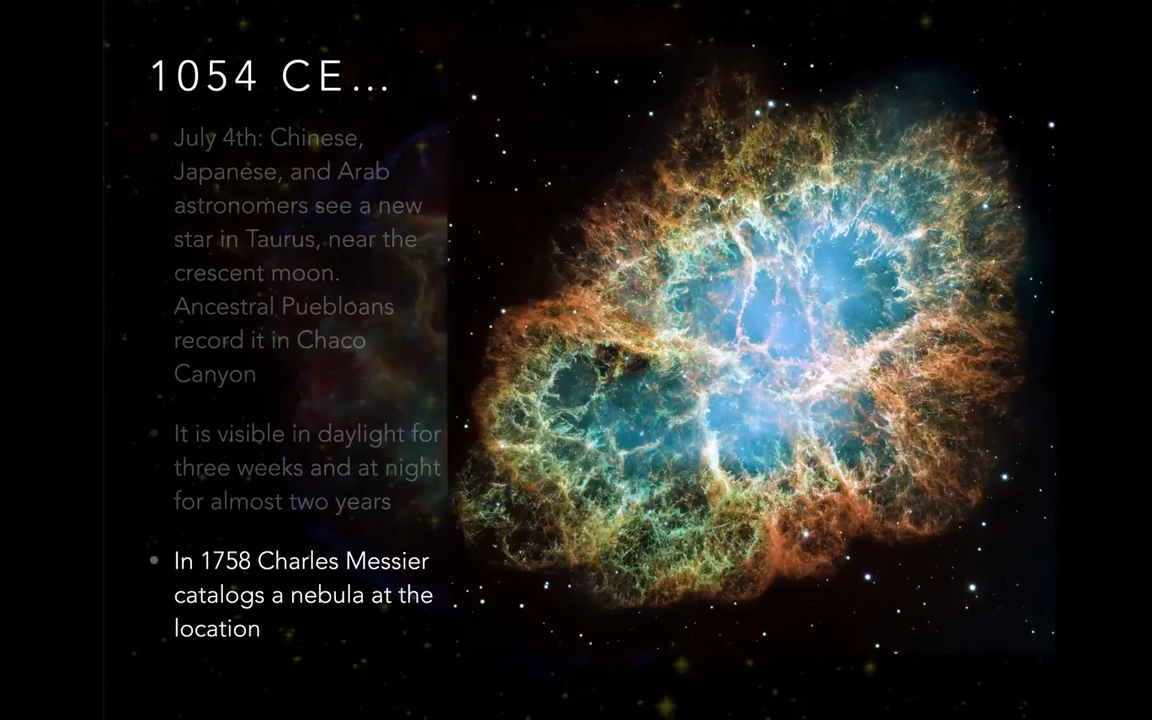 1054 CE...
• July 4th: Chinese,
Japanese, and Arab
astronomers see a new
star in Taurus, near the
crescent moon.
Ancestral Puebloans
record it in Chaco
Canyon
• It is visible in daylight for
three weeks and at night
for almost two years
• In 1758 Charles Messier
catalogs a nebula at the
location